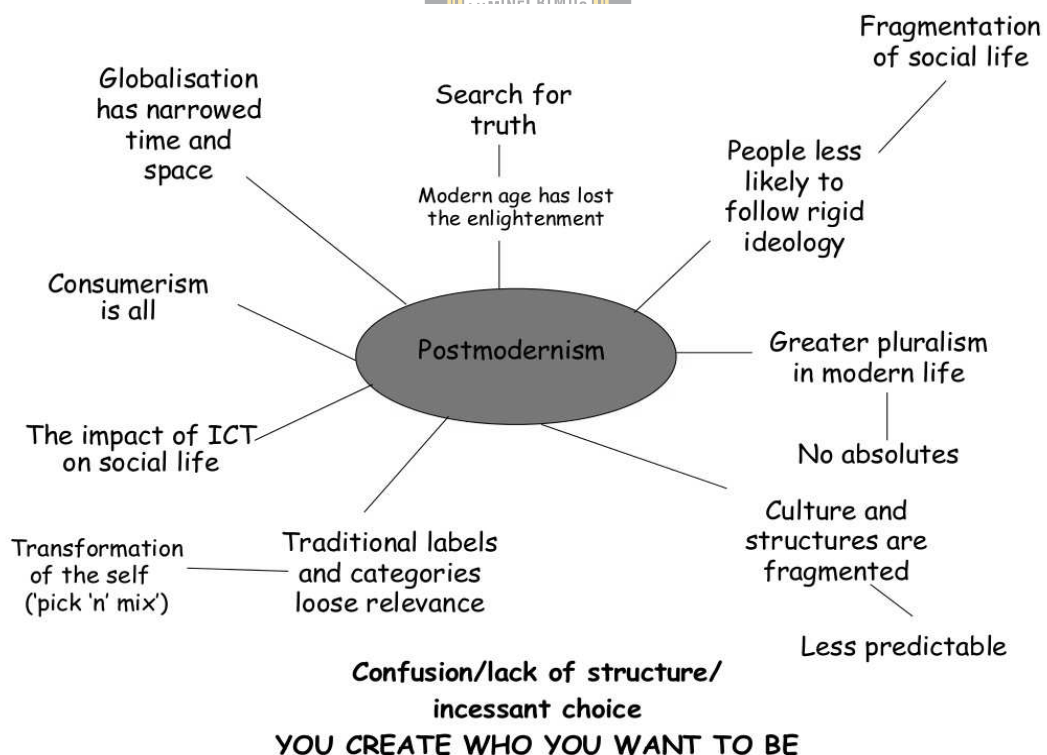 Fragmentation
of social life
Globalisation
has narrowed
time and
space
Search for
truth
Modern age has lost
the enlightenment
People less
likely to
follow rigid
ideology
Consumerism
is all
Postmodernism
Greater pluralism
in modern life
No absolutes
The impact of ICT
on social life
Culture and
structures are
fragmented
Less predictable
Traditional labels
and categories
loose relevance
Transformation
of the self
('pick 'n' mix')
Confusion/lack of structure/
incessant choice
YOU CREATE WHO YOU WANT TO BE